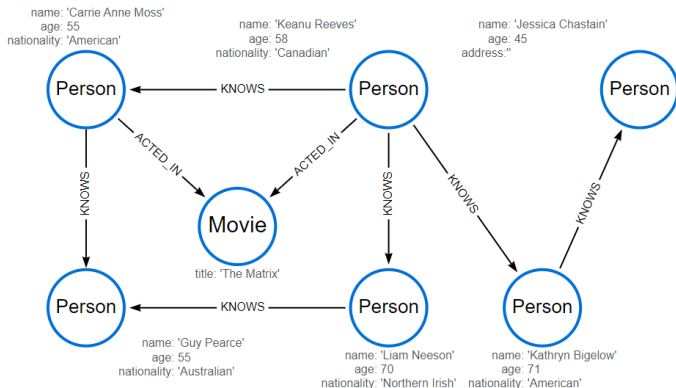 name: 'Carrie Anne Moss'
age: 55
nationality: 'American'
name: 'Keanu Reeves'
age: 58
nationality: 'Canadian'
name: 'Jessica Chastain'
age: 45
address:''
Person
KNOWS
Person
Person
ACTED_IN
ACTED_IN
KNOWS
KNOWS
KNOWS
KNOWS
Movie
title: 'The Matrix'
Person
KNOWS
Person
Person
name: 'Guy Pearce'
age: 55
nationality: 'Australian'
name: 'Liam Neeson'
age: 70
nationality: 'Northern Irish'
name: 'Kathryn Bigelow'
age: 71
nationality: 'American'